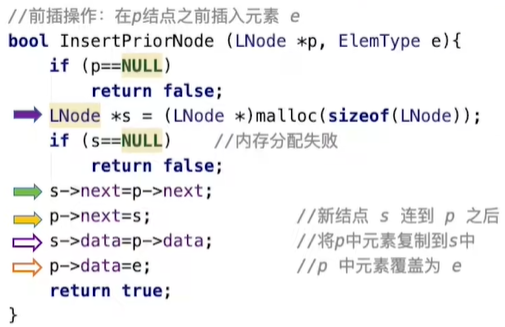 //前插操作：在p结点之前插入元素 e
bool InsertPriorNode (LNode *p, ElemType e){
    if (p==NULL)
        return false;
    LNode *s = (LNode *)malloc(sizeof(LNode));
    if (s==NULL)    //内存分配失败
        return false;
    s->next=p->next;
    p->next=s;              //新结点 s 连到 p 之后
    s->data=p->data;        //将p中元素复制到s中
    p->data=e;              //p 中元素覆盖为 e
    return true;
}